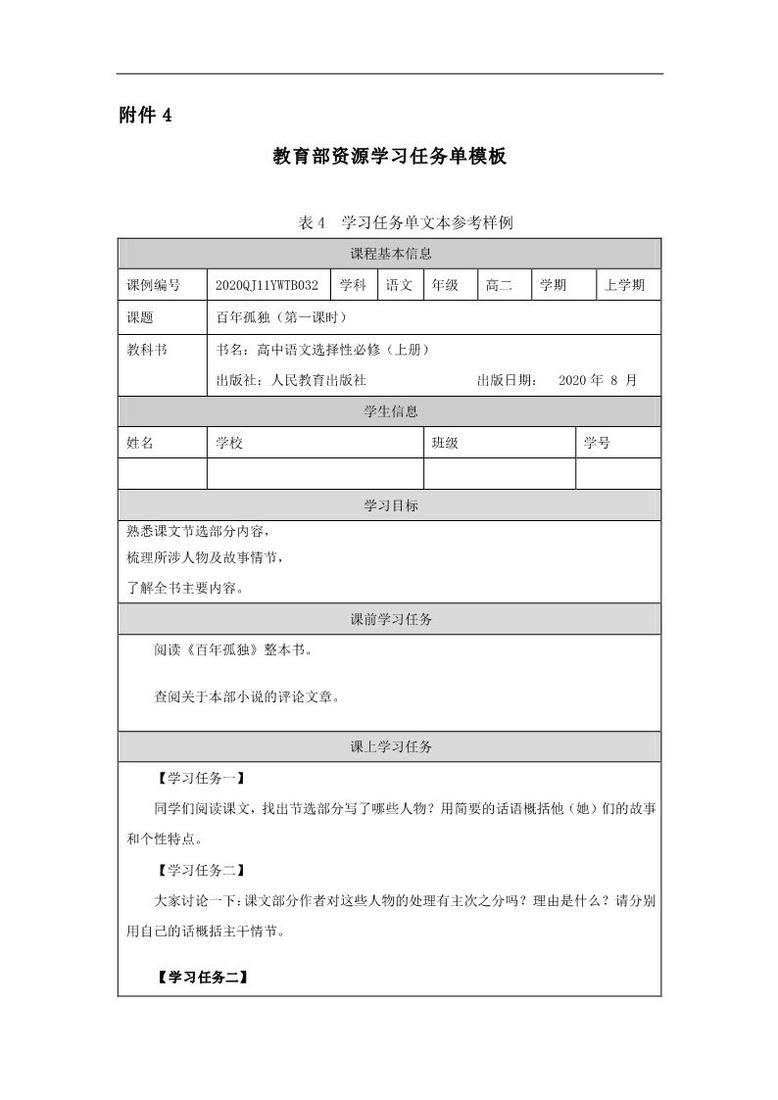 附件 4
教育部资源学习任务单模板
表 4 学习任务单文本参考样例
课程基本信息
课例编号 2020QJ11YWTB032 学科 语文 年级 高二 学期 上学期
课题 百年孤独（第一课时）
教科书 书名：高中语文选择性必修（上册）
出版社：人民教育出版社 出版日期： 2020 年 8 月
学生信息
姓名 学校 班级 学号
学习目标
熟悉课文节选部分内容，
梳理所涉人物及故事情节，
了解全书主要内容。
课前学习任务
阅读《百年孤独》整本书。
查阅关于本部小说的评论文章。
课上学习任务
【学习任务一】
同学们阅读课文，找出节选部分写了哪些人物？用简要的话语概括他（她）们的故事
和个性特点。
【学习任务二】
大家讨论一下：课文部分作者对这些人物的处理有主次之分吗？理由是什么？请分别
用自己的话概括主干情节。
【学习任务二】